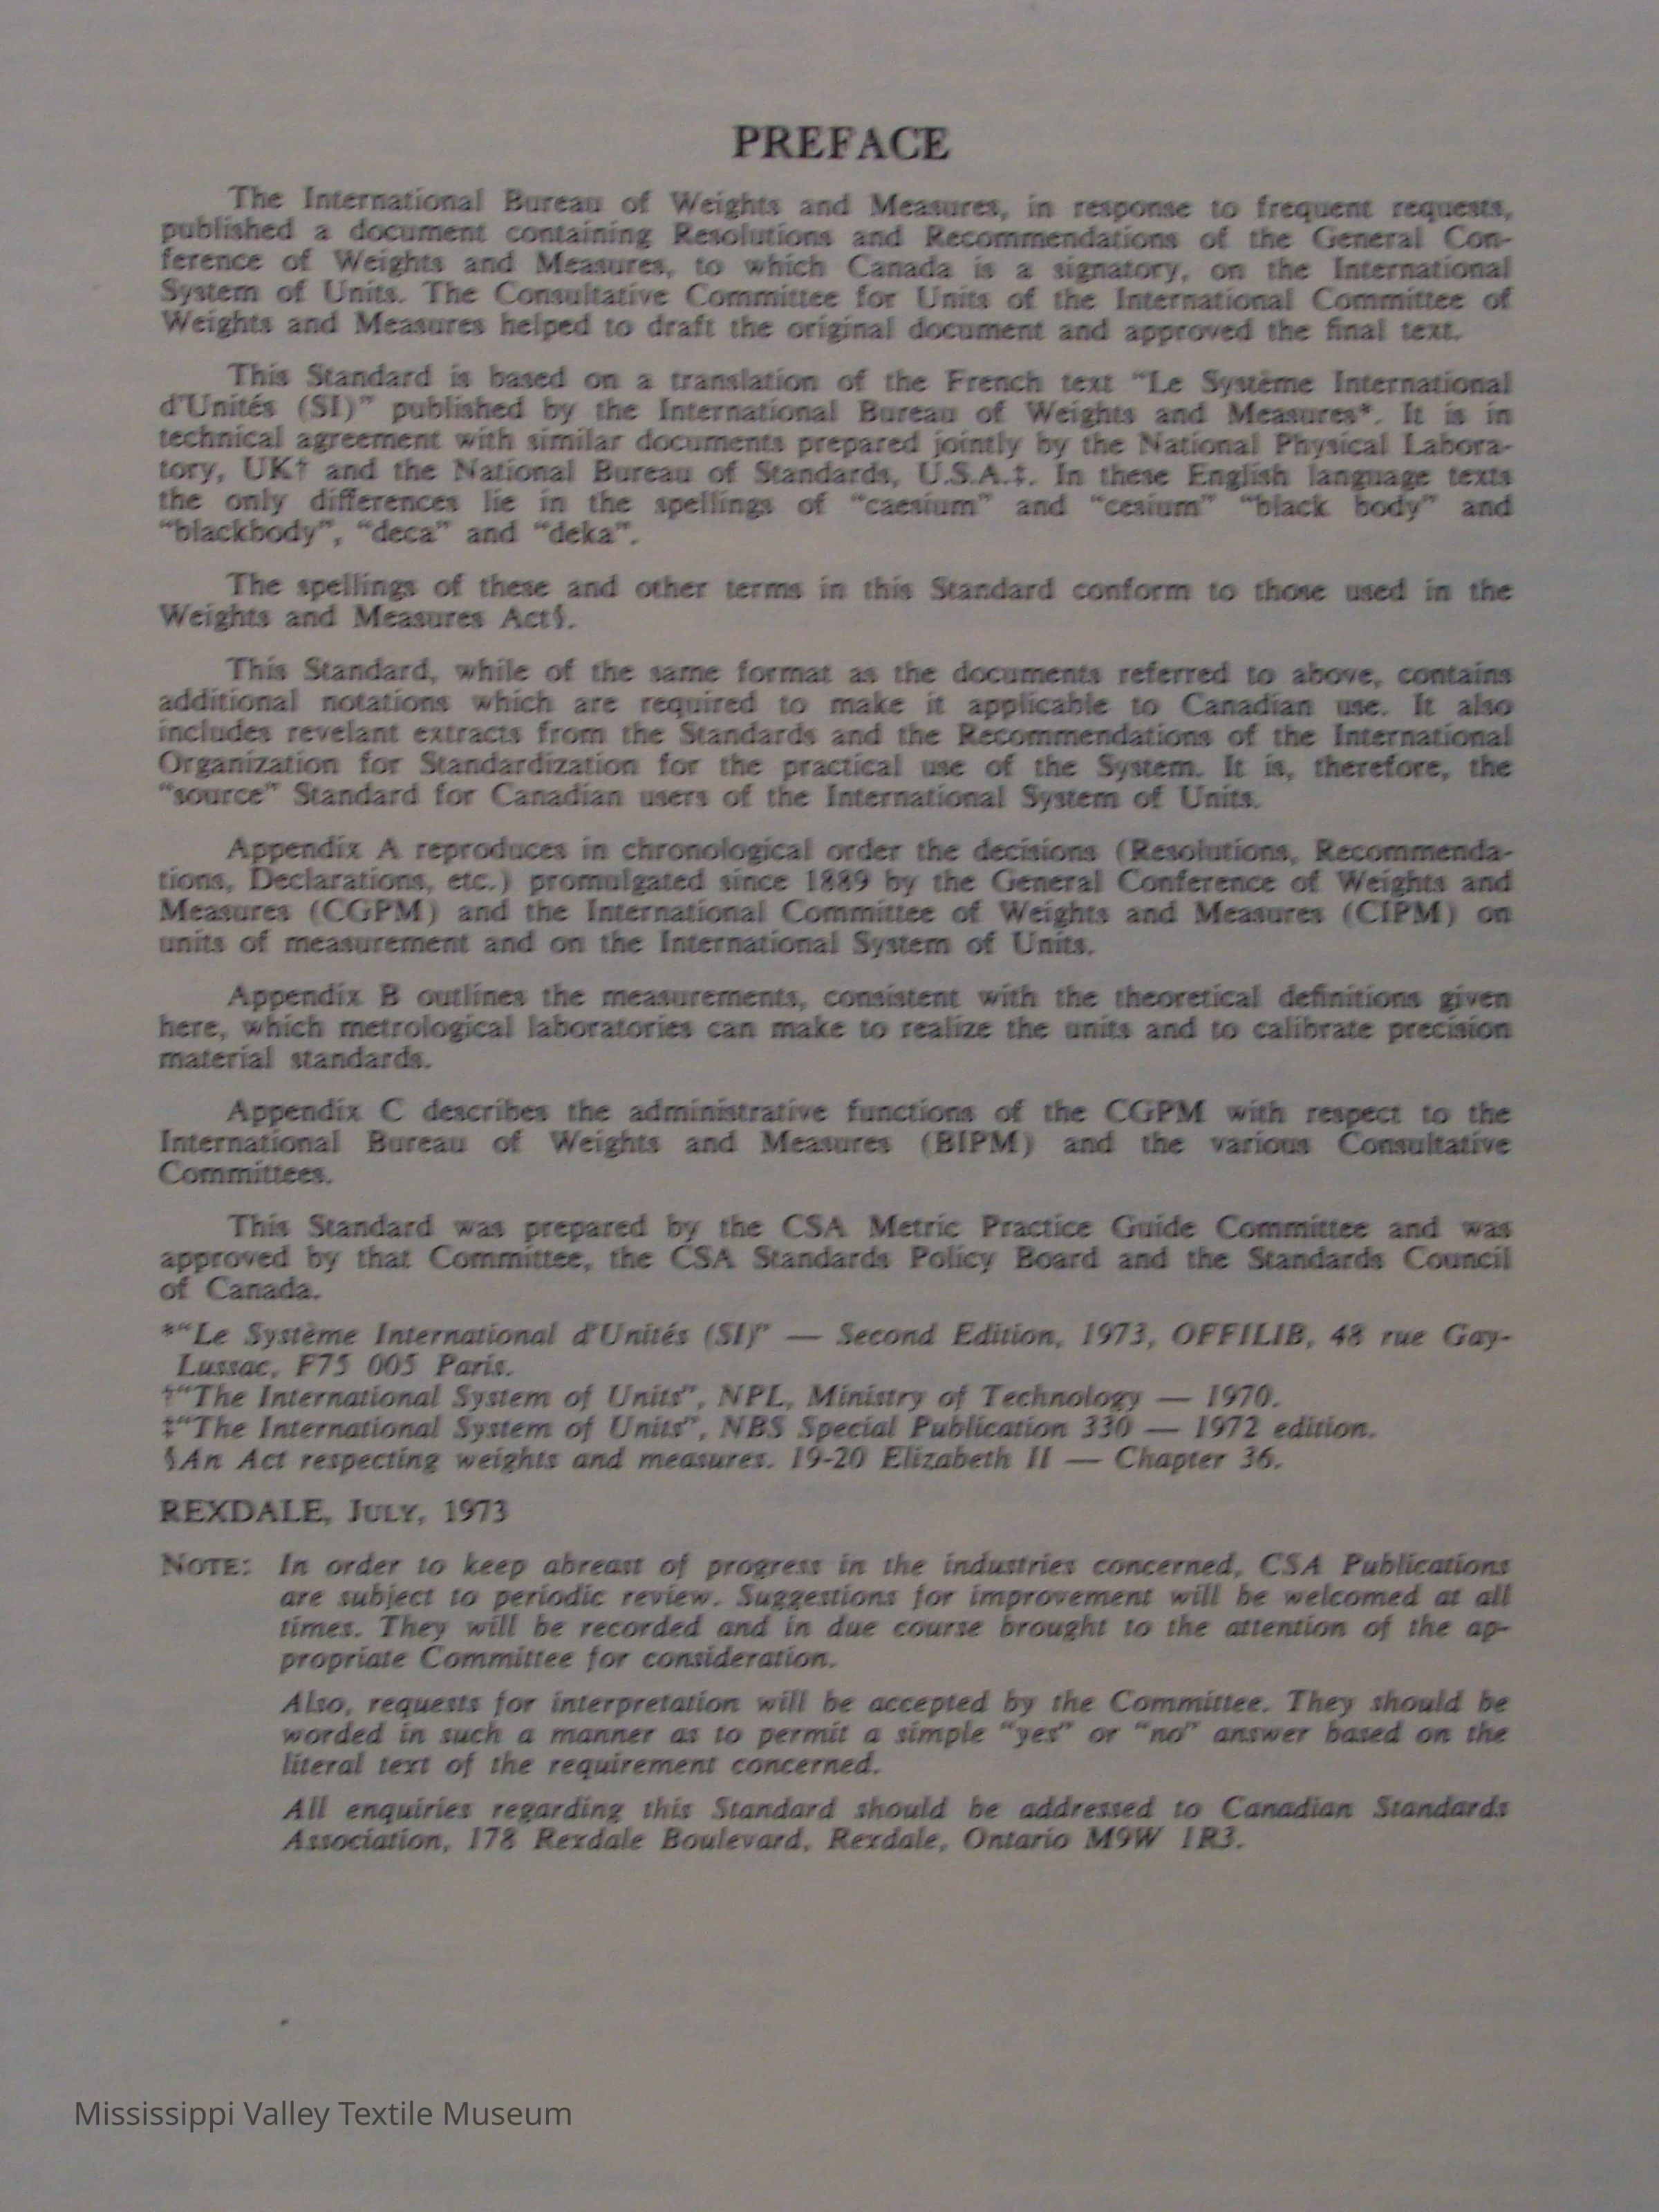 PREFACE
The International Bureau of Weights and Measures, in response to frequent requests,
published a document containing Resolutions and Recommendations of the General Con-
ference of Weights and Measures, to which Canada is a signatory, on the International
System of Units. The Consultative Committee for Units of the International Committee of
Weights and Measures helped to draft the original document and approved the final text.
This Standard is based on a translation of the French text “Le Système International
d’Unités (SI)” published by the International Bureau of Weights and Measures*. It is in
technical agreement with similar documents prepared jointly by the National Physical Labora-
tory, UK† and the National Bureau of Standards, U.S.A.‡. In these English language texts
the only differences lie in the spellings of “caesium” and “cesium” “black body” and
“blackbody”, “deca” and “deka”.
The spellings of these and other terms in this Standard conform to those used in the
Weights and Measures Act§.
This Standard, while of the same format as the documents referred to above, contains
additional notations which are required to make it applicable to Canadian use. It also
includes revelant extracts from the Standards and the Recommendations of the International
Organization for Standardization for the practical use of the System. It is, therefore, the
“source” Standard for Canadian users of the International System of Units.
Appendix A reproduces in chronological order the decisions (Resolutions, Recommenda-
tions, Declarations, etc.) promulgated since 1889 by the General Conference of Weights and
Measures (CGPM) and the International Committee of Weights and Measures (CIPM) on
units of measurement and on the International System of Units.
Appendix B outlines the measurements, consistent with the theoretical definitions given
here, which metrological laboratories can make to realize the units and to calibrate precision
material standards.
Appendix C describes the administrative functions of the CGPM with respect to the
International Bureau of Weights and Measures (BIPM) and the various Consultative
Committees.
This Standard was prepared by the CSA Metric Practice Guide Committee and was
approved by that Committee, the CSA Standards Policy Board and the Standards Council
of Canada.
*“Le Système International d’Unités (SI)” — Second Edition, 1973, OFFILIB, 48 rue Gay-
Lussac, F75 005 Paris.
†“The International System of Units”, NPL, Ministry of Technology — 1970.
‡“The International System of Units”, NBS Special Publication 330 — 1972 edition.
§An Act respecting weights and measures. 19-20 Elizabeth II — Chapter 36.
REXDALE, JULY, 1973
NOTE: In order to keep abreast of progress in the industries concerned, CSA Publications
are subject to periodic review. Suggestions for improvement will be welcomed at all
times. They will be recorded and in due course brought to the attention of the ap-
propriate Committee for consideration.
Also, requests for interpretation will be accepted by the Committee. They should be
worded in such a manner as to permit a simple “yes” or “no” answer based on the
literal text of the requirement concerned.
All enquiries regarding this Standard should be addressed to Canadian Standards
Association, 178 Rexdale Boulevard, Rexdale, Ontario M9W 1R3.
Mississippi Valley Textile Museum